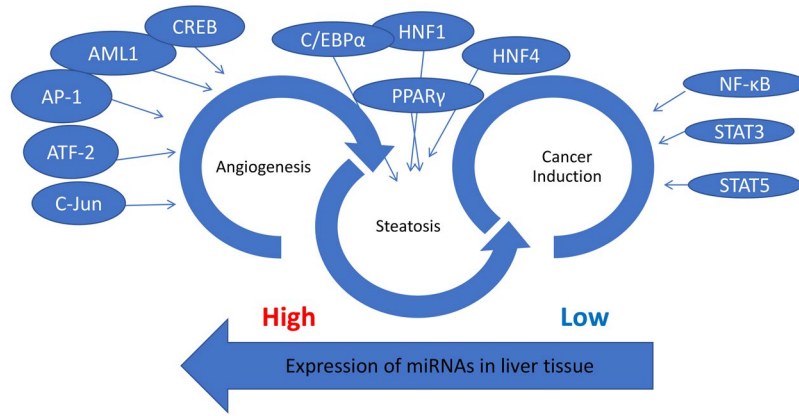 CREB
AML1
AP-1
ATF-2
C-Jun
C/EBPα
HNF1
HNF4
PPARγ
NF-κB
STAT3
STAT5
Angiogenesis
Steatosis
Cancer
Induction
High
Low
Expression of miRNAs in liver tissue